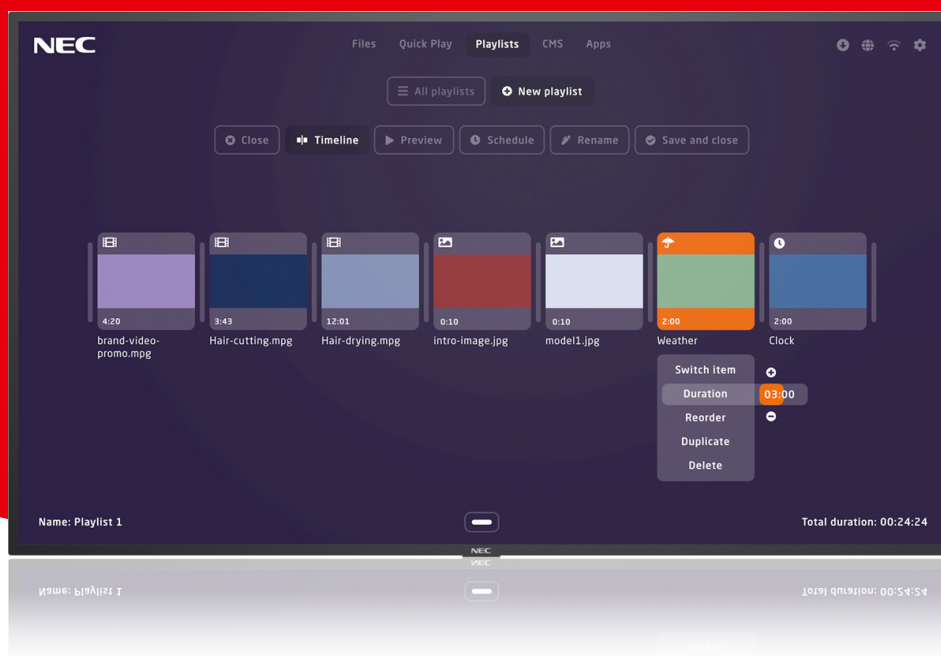 NEC
Files Quick Play Playlists CMS Apps
All playlists New playlist
Close Timeline Preview Schedule Rename Save and close
4:20 3:43 12:01 0:10 0:10 2:00 2:00
brand-video-promo.mpg Hair-cutting.mpg Hair-drying.mpg intro-image.jpg model1.jpg Weather Clock
Switch item
Duration 03:00
Reorder
Duplicate
Delete
Name: Playlist 1 Total duration: 00:24:24
NEC